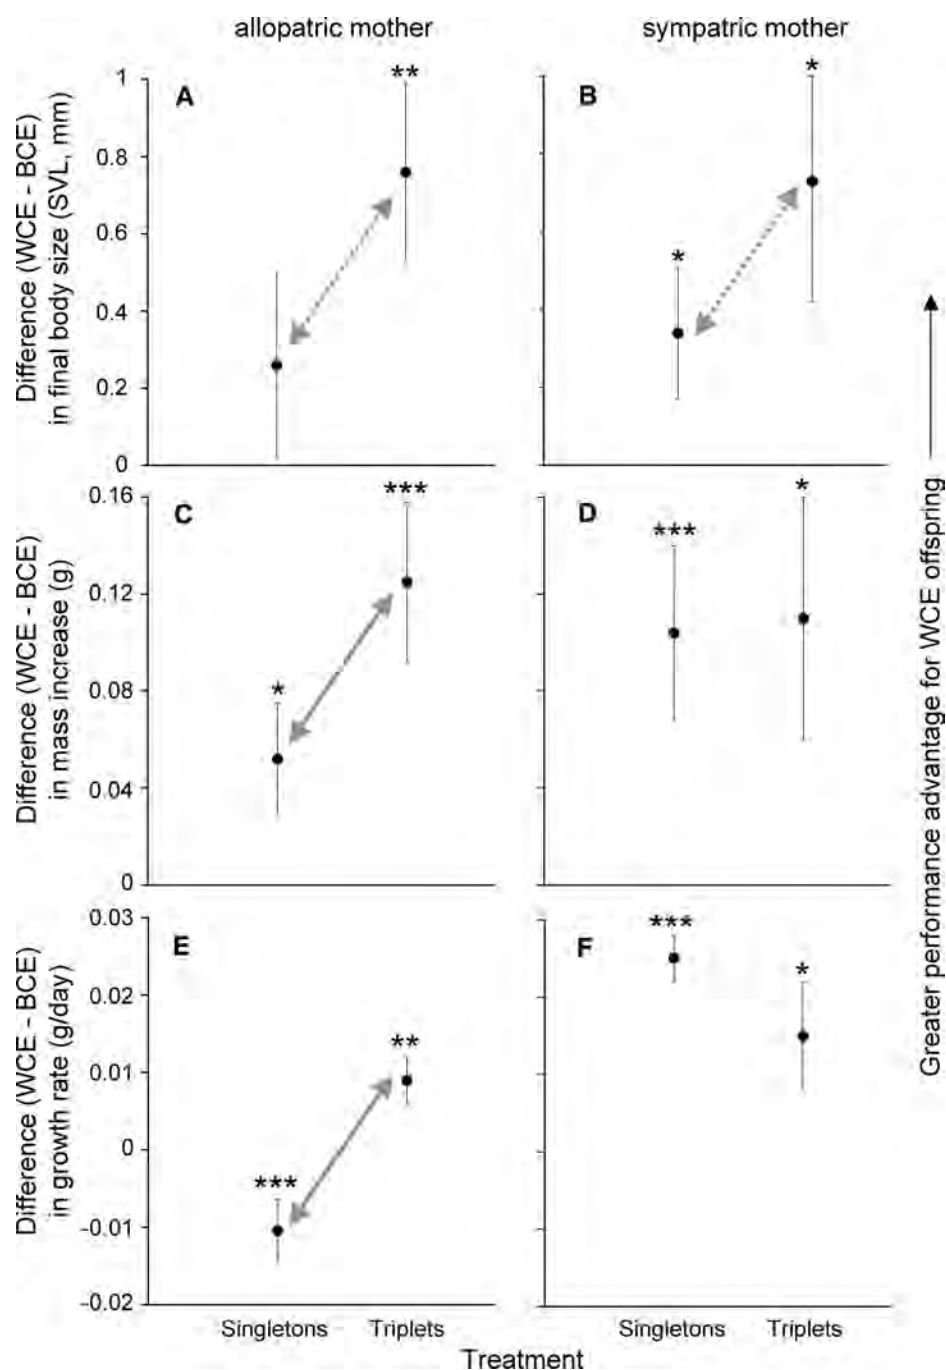 allopatric mother
sympatric mother
Difference (WCE - BCE)
in final body size (SVL, mm)
1
0.8
0.6
0.4
0.2
0
A
**
B
*
*
Difference (WCE - BCE)
in mass increase (g)
0.16
0.12
0.08
0.04
0
C
***
*
D
***
*
Difference (WCE - BCE)
in growth rate (g/day)
0.03
0.02
0.01
0
-0.01
-0.02
E
**
***
F
***
*
Singletons
Triplets
Singletons
Triplets
Treatment
Greater performance advantage for WCE offspring